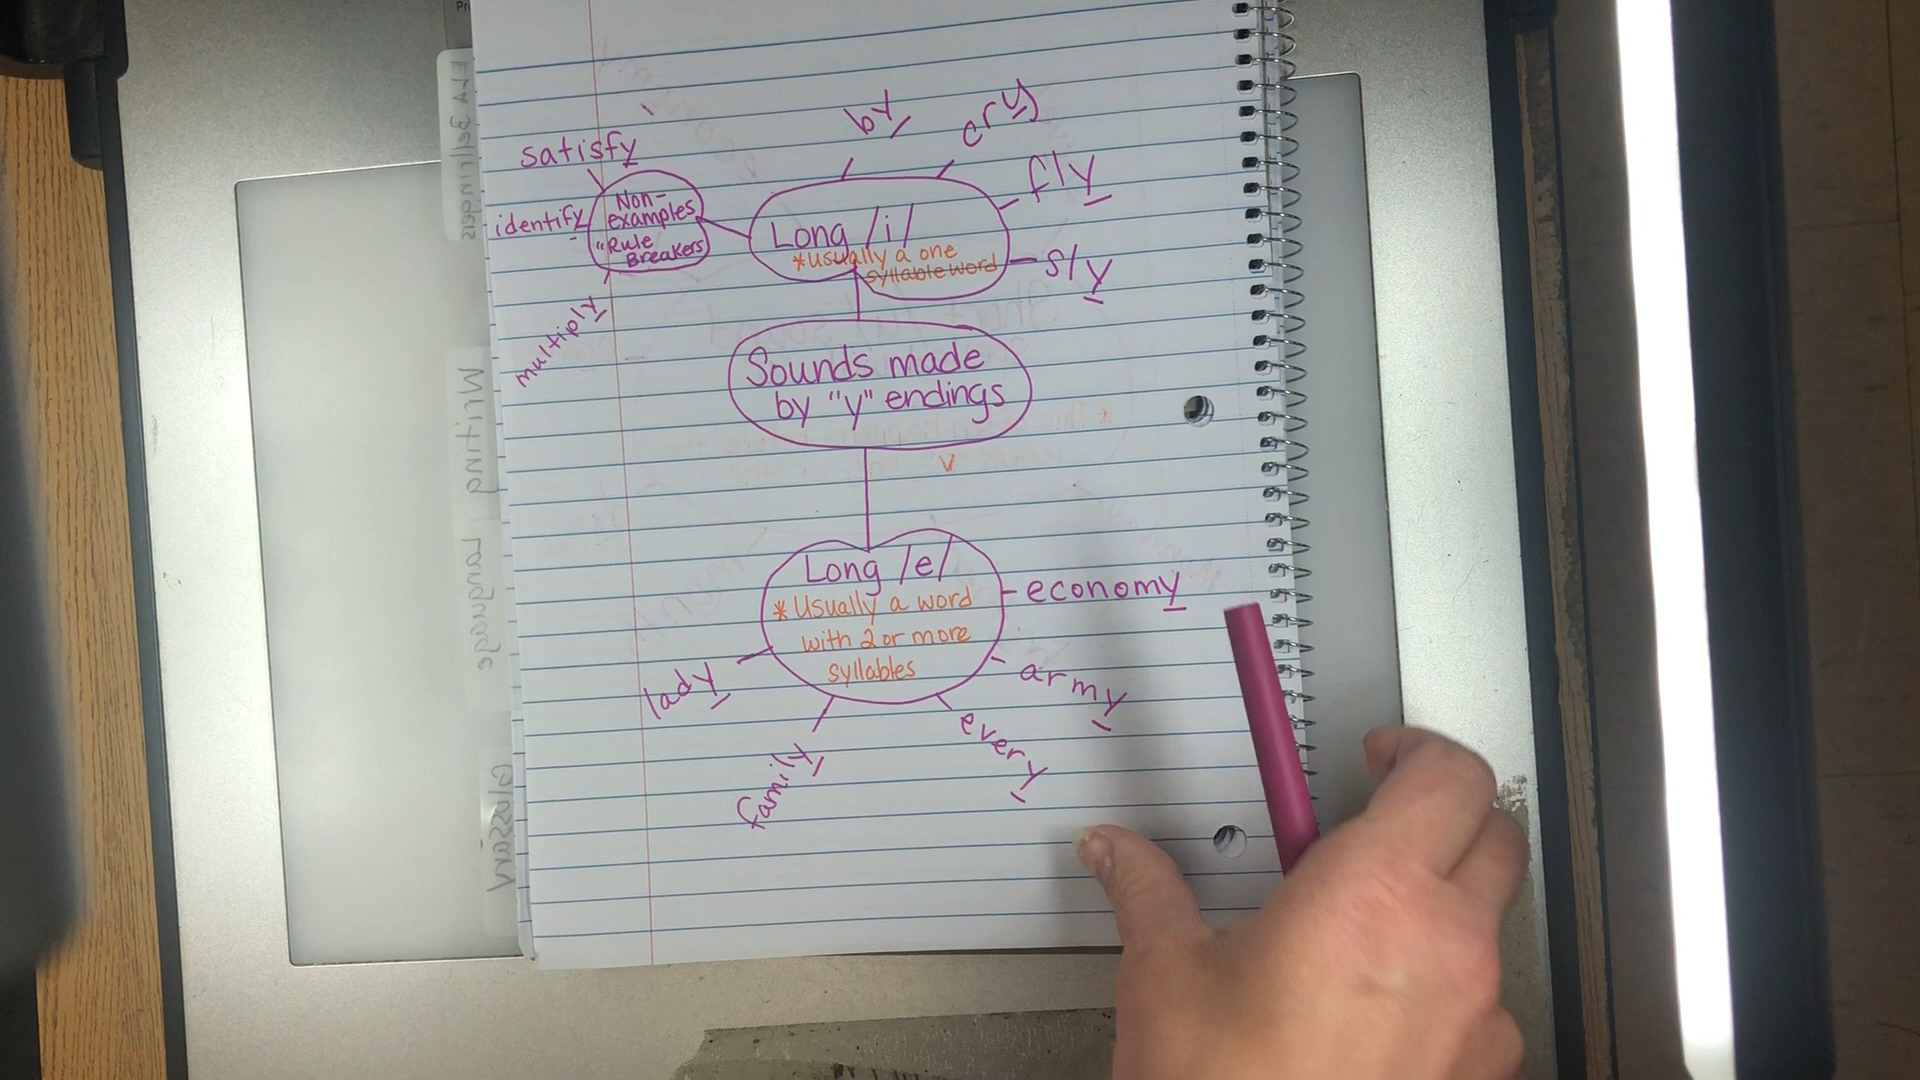 by
cry
satisfy
fly
Non-
examples
"Rule
Breakers
identify
Long /i/
*usually a one
syllable word
sly
multiply
Sounds made
by "y" endings
Long /e/
* Usually a word
with 2 or more
syllables
economy
army
lady
every
family
Writing
Language
Glossary